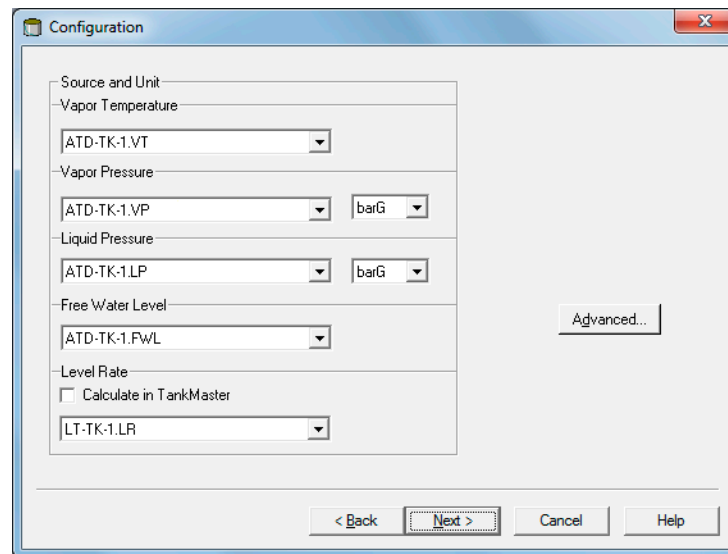 Configuration
Source and Unit
Vapor Temperature
ATD-TK-1.VT
Vapor Pressure
ATD-TK-1.VP barG
Liquid Pressure
ATD-TK-1.LP barG
Free Water Level
ATD-TK-1.FWL
Advanced...
Level Rate
Calculate in TankMaster
LT-TK-1.LR
< Back Next > Cancel Help